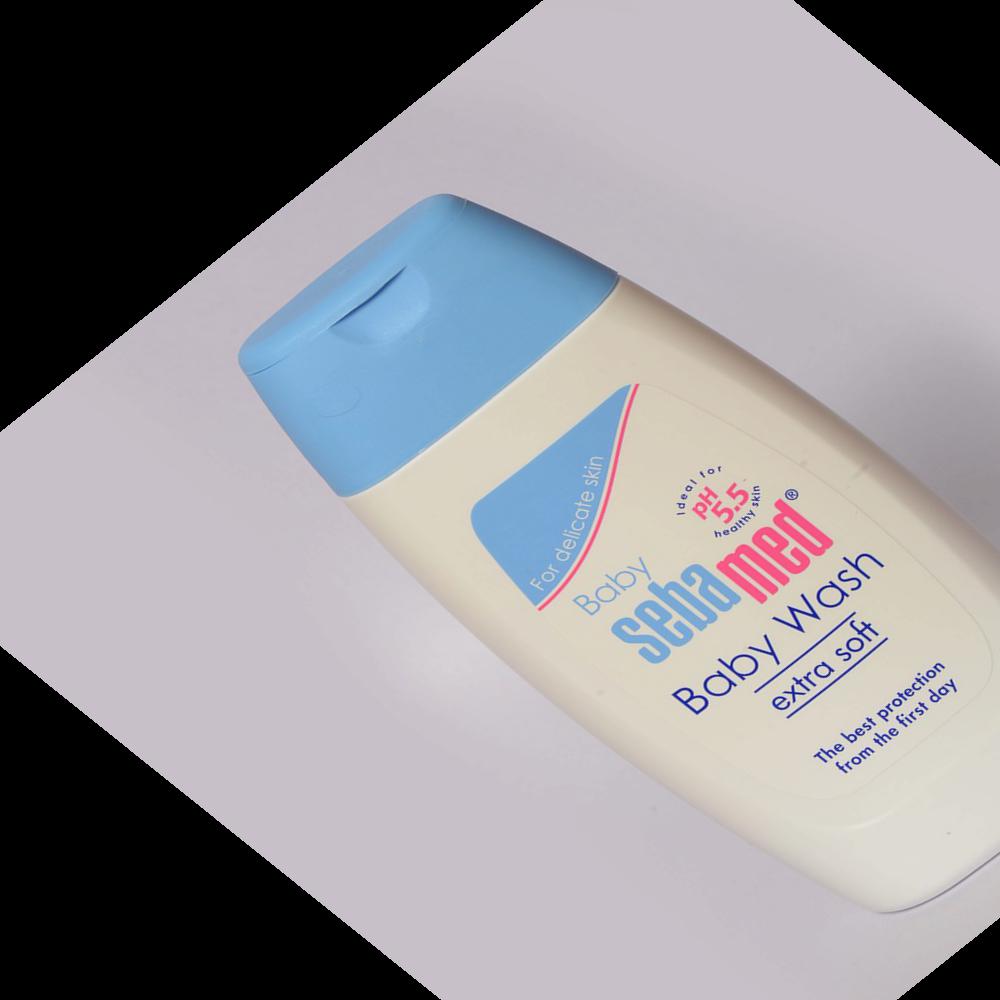 For delicate skin
Ideal for
pH
5.5
healthy skin
Baby
sebamed®
Baby Wash
extra soft
The best protection
from the first day